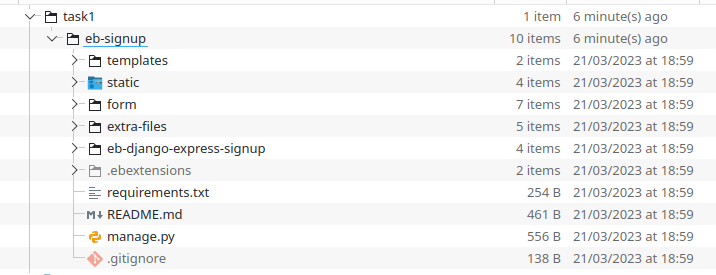 task1 1 item 6 minute(s) ago
eb-signup 10 items 6 minute(s) ago
templates 2 items 21/03/2023 at 18:59
static 4 items 21/03/2023 at 18:59
form 7 items 21/03/2023 at 18:59
extra-files 5 items 21/03/2023 at 18:59
eb-django-express-signup 4 items 21/03/2023 at 18:59
.ebextensions 2 items 21/03/2023 at 18:59
requirements.txt 254 B 21/03/2023 at 18:59
M↓ README.md 461 B 21/03/2023 at 18:59
manage.py 556 B 21/03/2023 at 18:59
.gitignore 138 B 21/03/2023 at 18:59